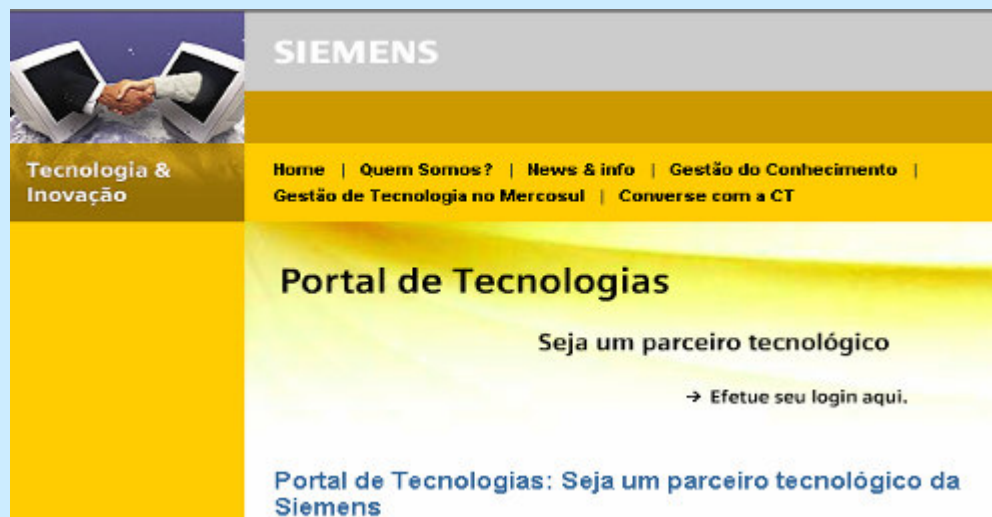 SIEMENS
Tecnologia &
Inovação
Home | Quem Somos? | News & info | Gestão do Conhecimento |
Gestão de Tecnologia no Mercosul | Converse com a CT
Portal de Tecnologias
Seja um parceiro tecnológico
→ Efetue seu login aqui.
Portal de Tecnologias: Seja um parceiro tecnológico da
Siemens